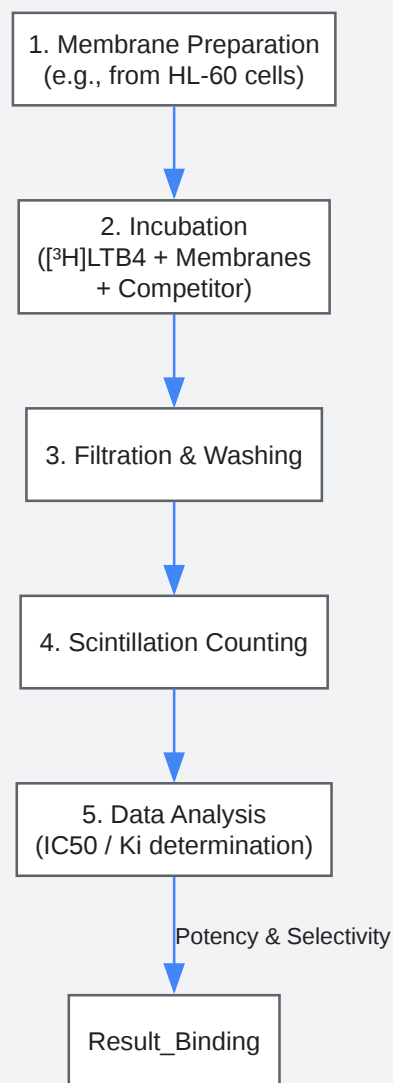 1. Membrane Preparation
(e.g., from HL-60 cells)
2. Incubation
([³H]LTB4 + Membranes
+ Competitor)
3. Filtration & Washing
4. Scintillation Counting
5. Data Analysis
(IC50 / Ki determination)
Potency & Selectivity
Result_Binding